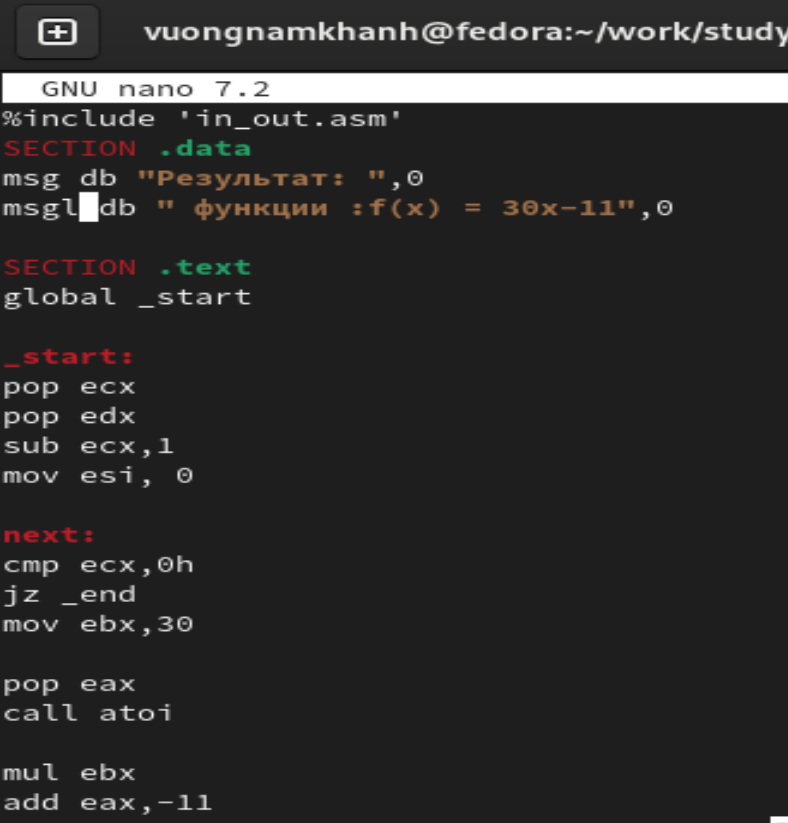 vuongnamkhanh@fedora:~/work/study
GNU nano 7.2
%include 'in_out.asm'
SECTION .data
msg db "Результат: ",0
msgl db " функции :f(x) = 30x-11",0
SECTION .text
global _start
_start:
pop ecx
pop edx
sub ecx,1
mov esi, 0
next:
cmp ecx,0h
jz _end
mov ebx,30
pop eax
call atoi
mul ebx
add eax,-11